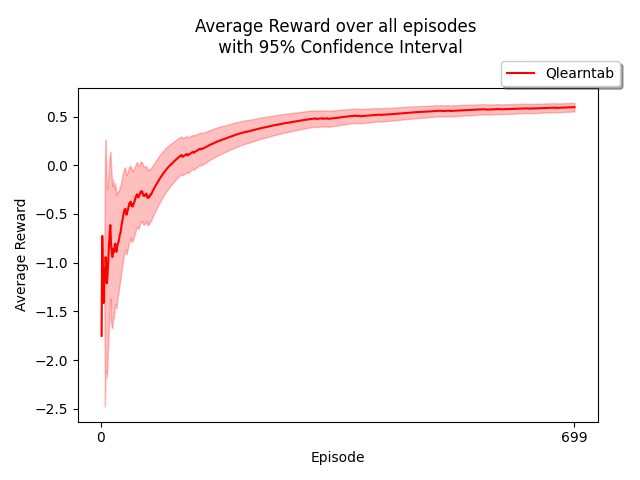 Average Reward over all episodes
with 95% Confidence Interval
Qlearntab
0.5
0.0
−0.5
−1.0
−1.5
−2.0
−2.5
Average Reward
0 699
Episode